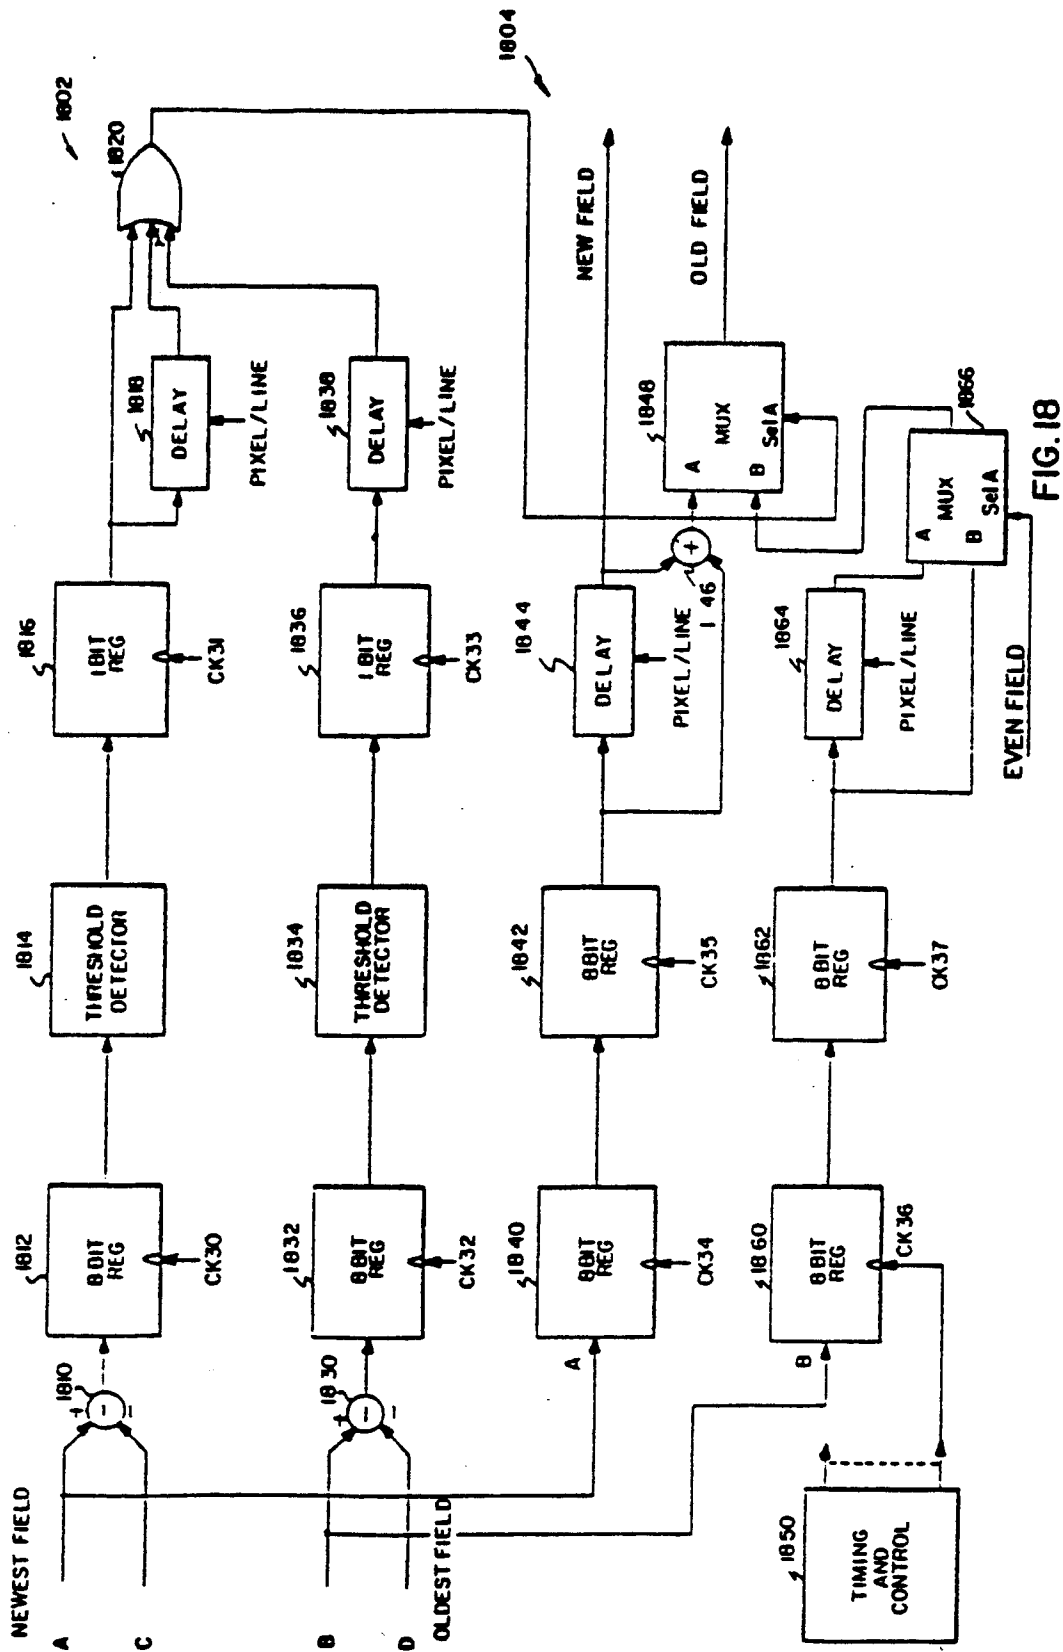 NEWEST FIELD
A
C
B
D
OLDEST FIELD
+
-
-
1810
8 BIT
REG
1812
CK30
THRESHOLD
DETECTOR
1814
1 BIT
REG
1816
CK31
DELAY
1818
PIXEL/LINE
1820
1802
+
-
-
1830
8 BIT
REG
1832
CK32
THRESHOLD
DETECTOR
1834
1 BIT
REG
1836
CK33
DELAY
1838
PIXEL/LINE
1804
A
8 BIT
REG
1840
CK34
8 BIT
REG
1842
CK35
DELAY
1844
PIXEL/LINE
+
1 46
NEW FIELD
A
B
MUX
Sel A
1848
OLD FIELD
TIMING
AND
CONTROL
1850
B
8 BIT
REG
1860
CK36
8 BIT
REG
1862
CK37
DELAY
1864
PIXEL/LINE
A
B
MUX
Sel A
1866
EVEN FIELD
FIG. 18